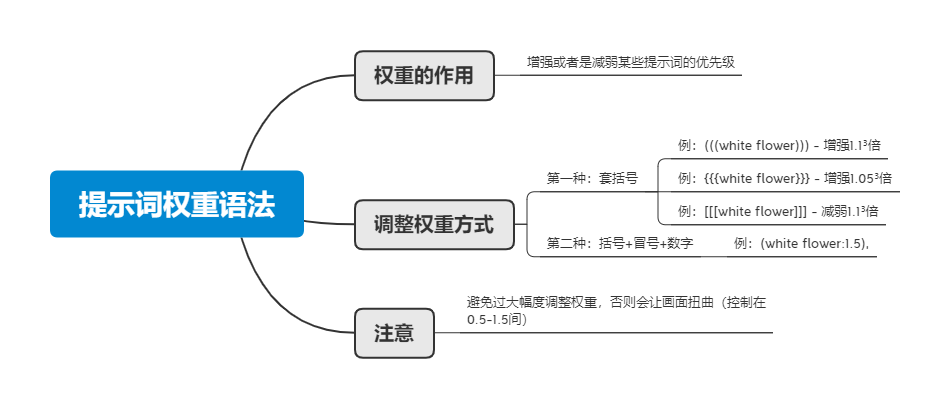 提示词权重语法
权重的作用
增强或者是减弱某些提示词的优先级
调整权重方式
第一种：套括号
例：(((white flower))) - 增强1.1³倍
例：{{{white flower}}} - 增强1.05³倍
例：[[[white flower]]] - 减弱1.1³倍
第二种：括号+冒号+数字
例：(white flower:1.5),
注意
避免过大幅度调整权重，否则会让画面扭曲（控制在
0.5-1.5间）